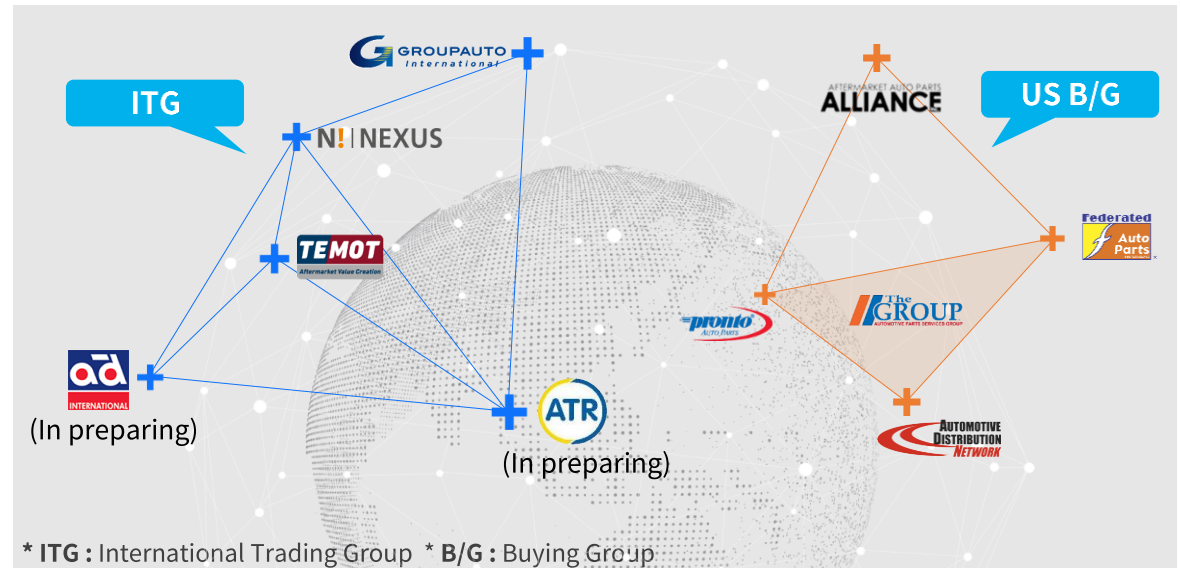 GROUPAUTO
International
ITG
N! NEXUS
TEMOT
Aftermarket Value Creation
ad
INTERNATIONAL
(In preparing)
ATR
(In preparing)
AFTERMARKET AUTO PARTS
ALLIANCE
US B/G
Federated
Auto
Parts
pronto
AUTO PARTS
The
GROUP
AUTOMOTIVE PARTS SERVICES GROUP
AUTOMOTIVE
DISTRIBUTION
NETWORK
* ITG : International Trading Group * B/G : Buying Group